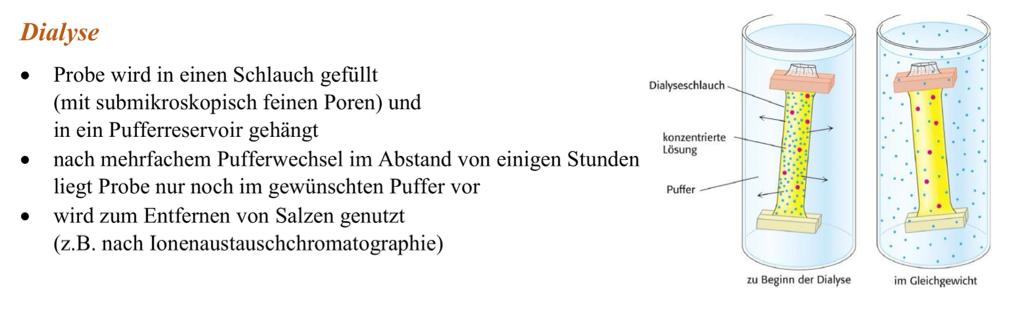 Dialyse
• Probe wird in einen Schlauch gefüllt
(mit submikroskopisch feinen Poren) und
in ein Pufferreservoir gehängt
• nach mehrfachem Pufferwechsel im Abstand von einigen Stunden
liegt Probe nur noch im gewünschten Puffer vor
• wird zum Entfernen von Salzen genutzt
(z.B. nach Ionenaustauschchromatographie)
Dialyseschlauch
konzentrierte
Lösung
Puffer
zu Beginn der Dialyse
im Gleichgewicht